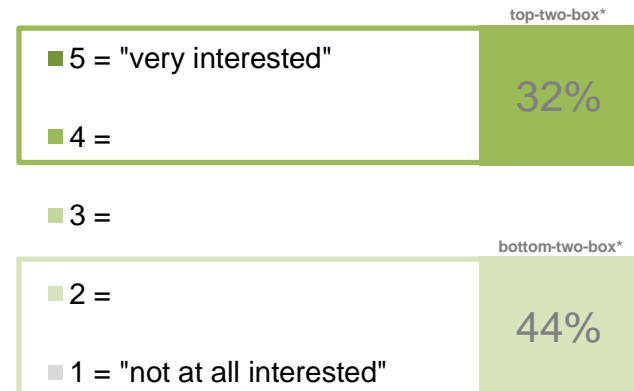 top-two-box*
5 = "very interested"
32%
4 =
3 =
bottom-two-box*
2 =
44%
1 = "not at all interested"